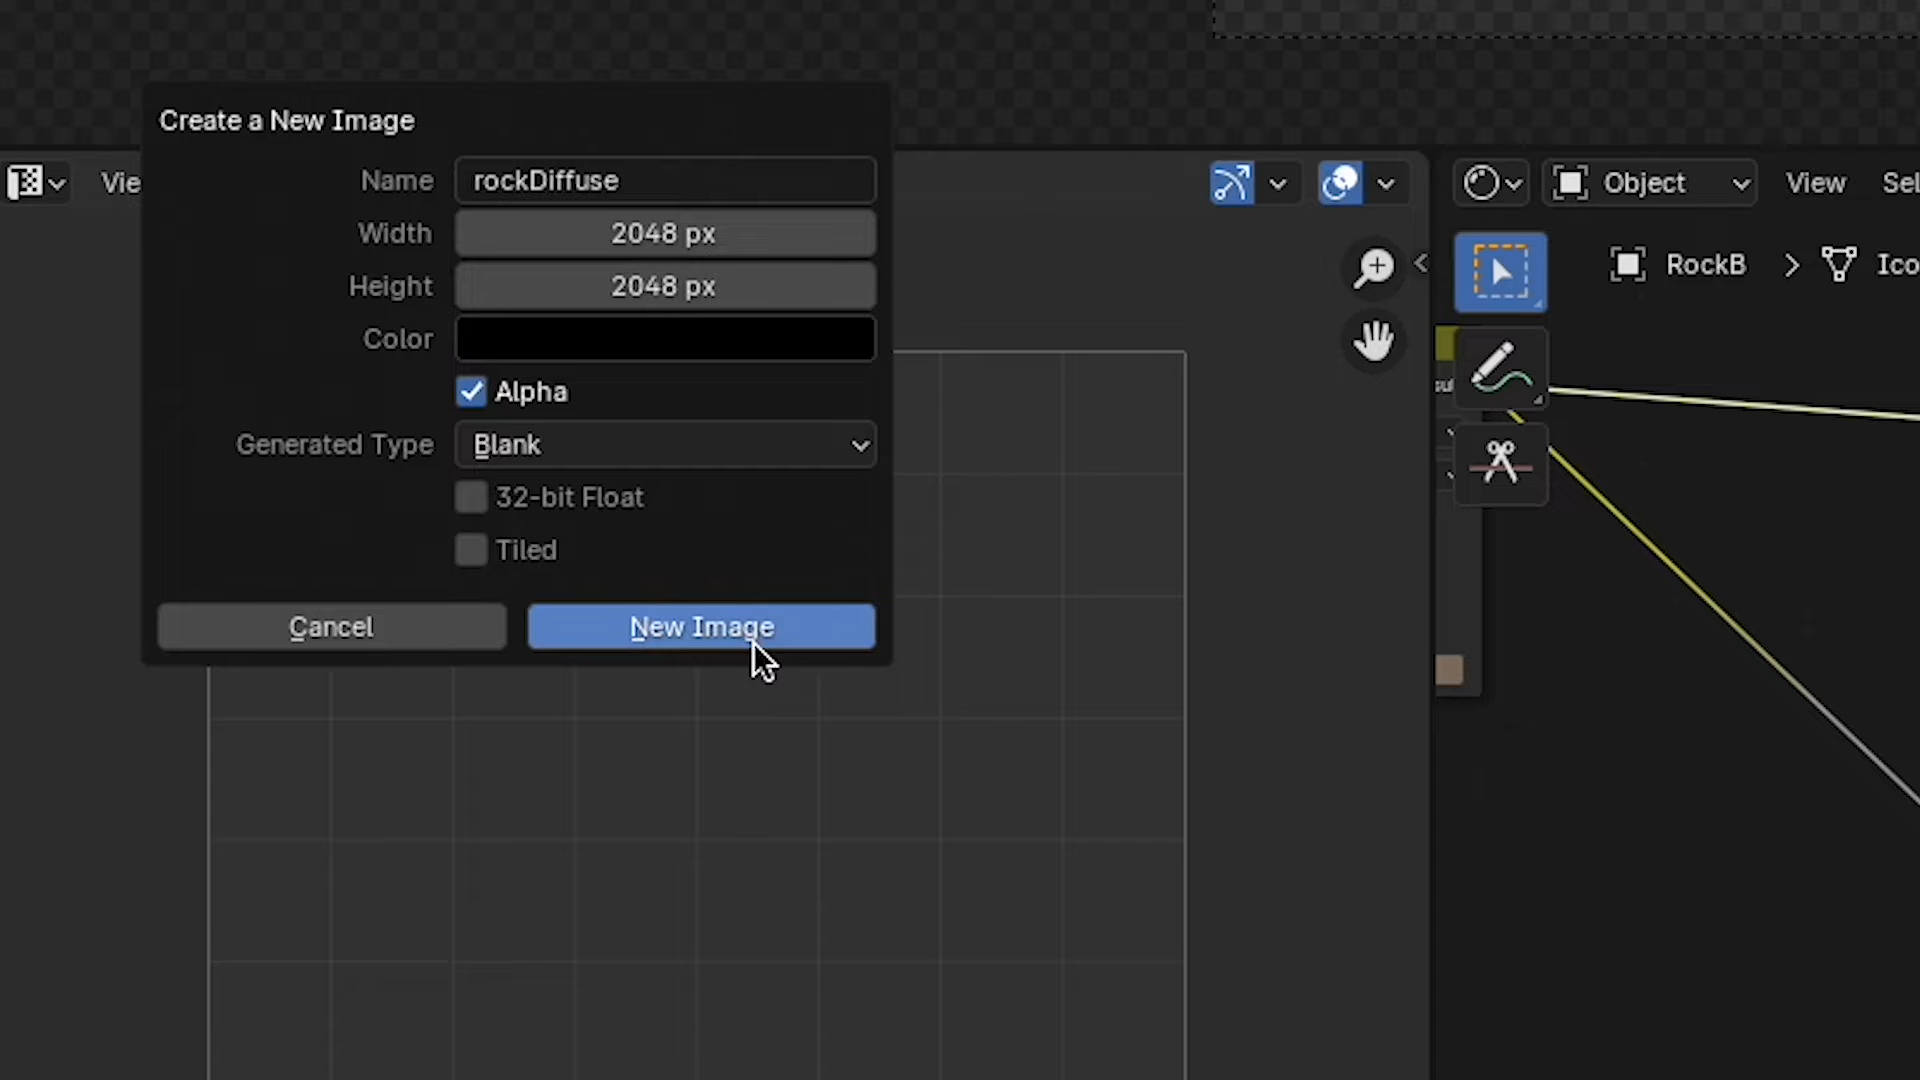 Create a New Image
Name rockDiffuse
Width 2048 px
Height 2048 px
Color
Alpha
Generated Type Blank
32-bit Float
Tiled
Cancel New Image
Vie
Object View Sel
RockB > Ico